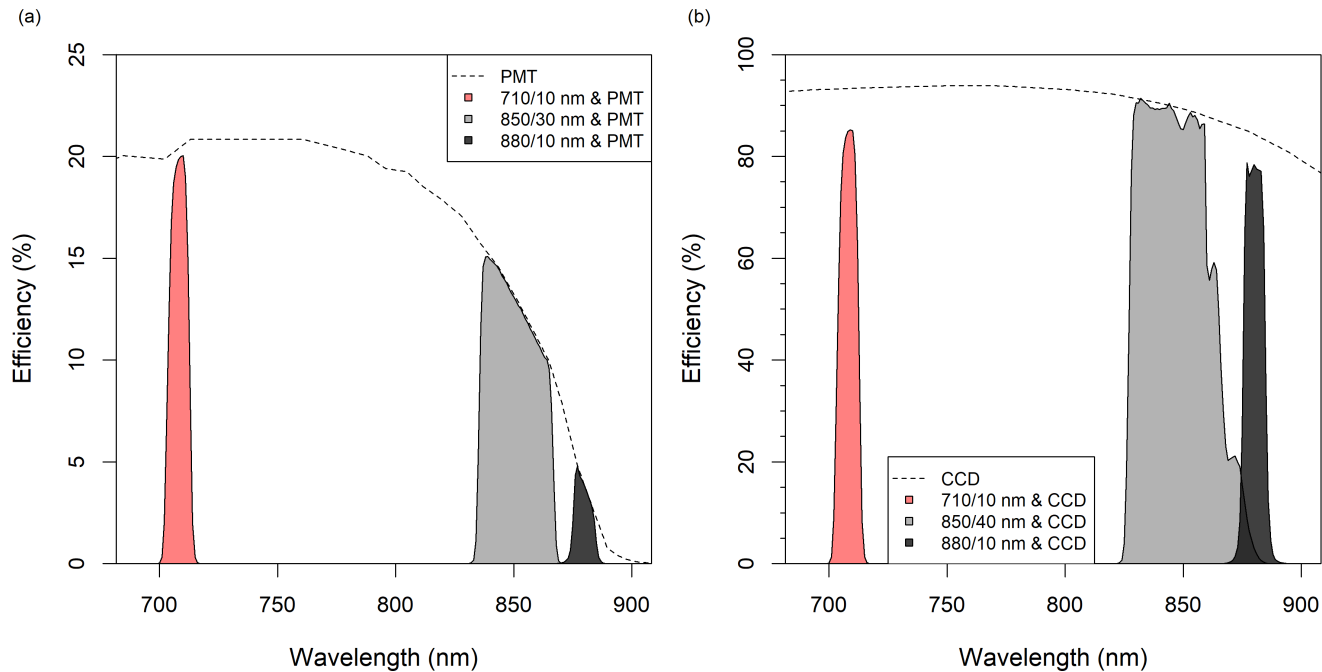 (a)
25
20
15
10
5
0
Efficiency (%)
PMT
710/10 nm & PMT
850/30 nm & PMT
880/10 nm & PMT
700 750 800 850 900
Wavelength (nm)
(b)
100
80
60
40
20
0
Efficiency (%)
CCD
710/10 nm & CCD
850/40 nm & CCD
880/10 nm & CCD
700 750 800 850 900
Wavelength (nm)